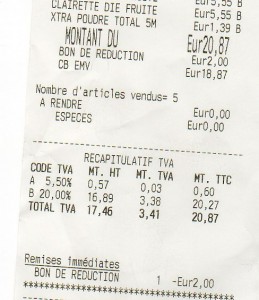 Eur5,55 B
CLAIRETTE DIE FRUITE Eur5,55 B
XTRA POUDRE TOTAL 5M Eur1,39 B
MONTANT DU Eur20,87
BON DE REDUCTION Eur2,00
CB EMV Eur18,87
Nombre d'articles vendus= 5
A RENDRE Eur0,00
ESPECES Eur0,00
RECAPITULATIF TVA
CODE TVA MT. HT MT. TVA MT. TTC
A 5,50% 0,57 0,03 0,60
B 20,00% 16,89 3,38 20,27
TOTAL TVA 17,46 3,41 20,87
Remises immédiates
BON DE REDUCTION 1 -Eur2,00
************************************